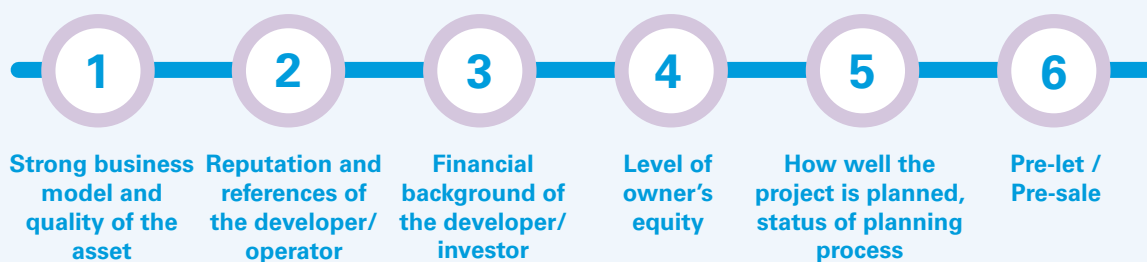 1
2
3
4
5
6
Strong business
model and
quality of the
asset
Reputation and
references of
the developer/
operator
Financial
background of
the developer/
investor
Level of
owner's
equity
How well the
project is planned,
status of planning
process
Pre-let /
Pre-sale